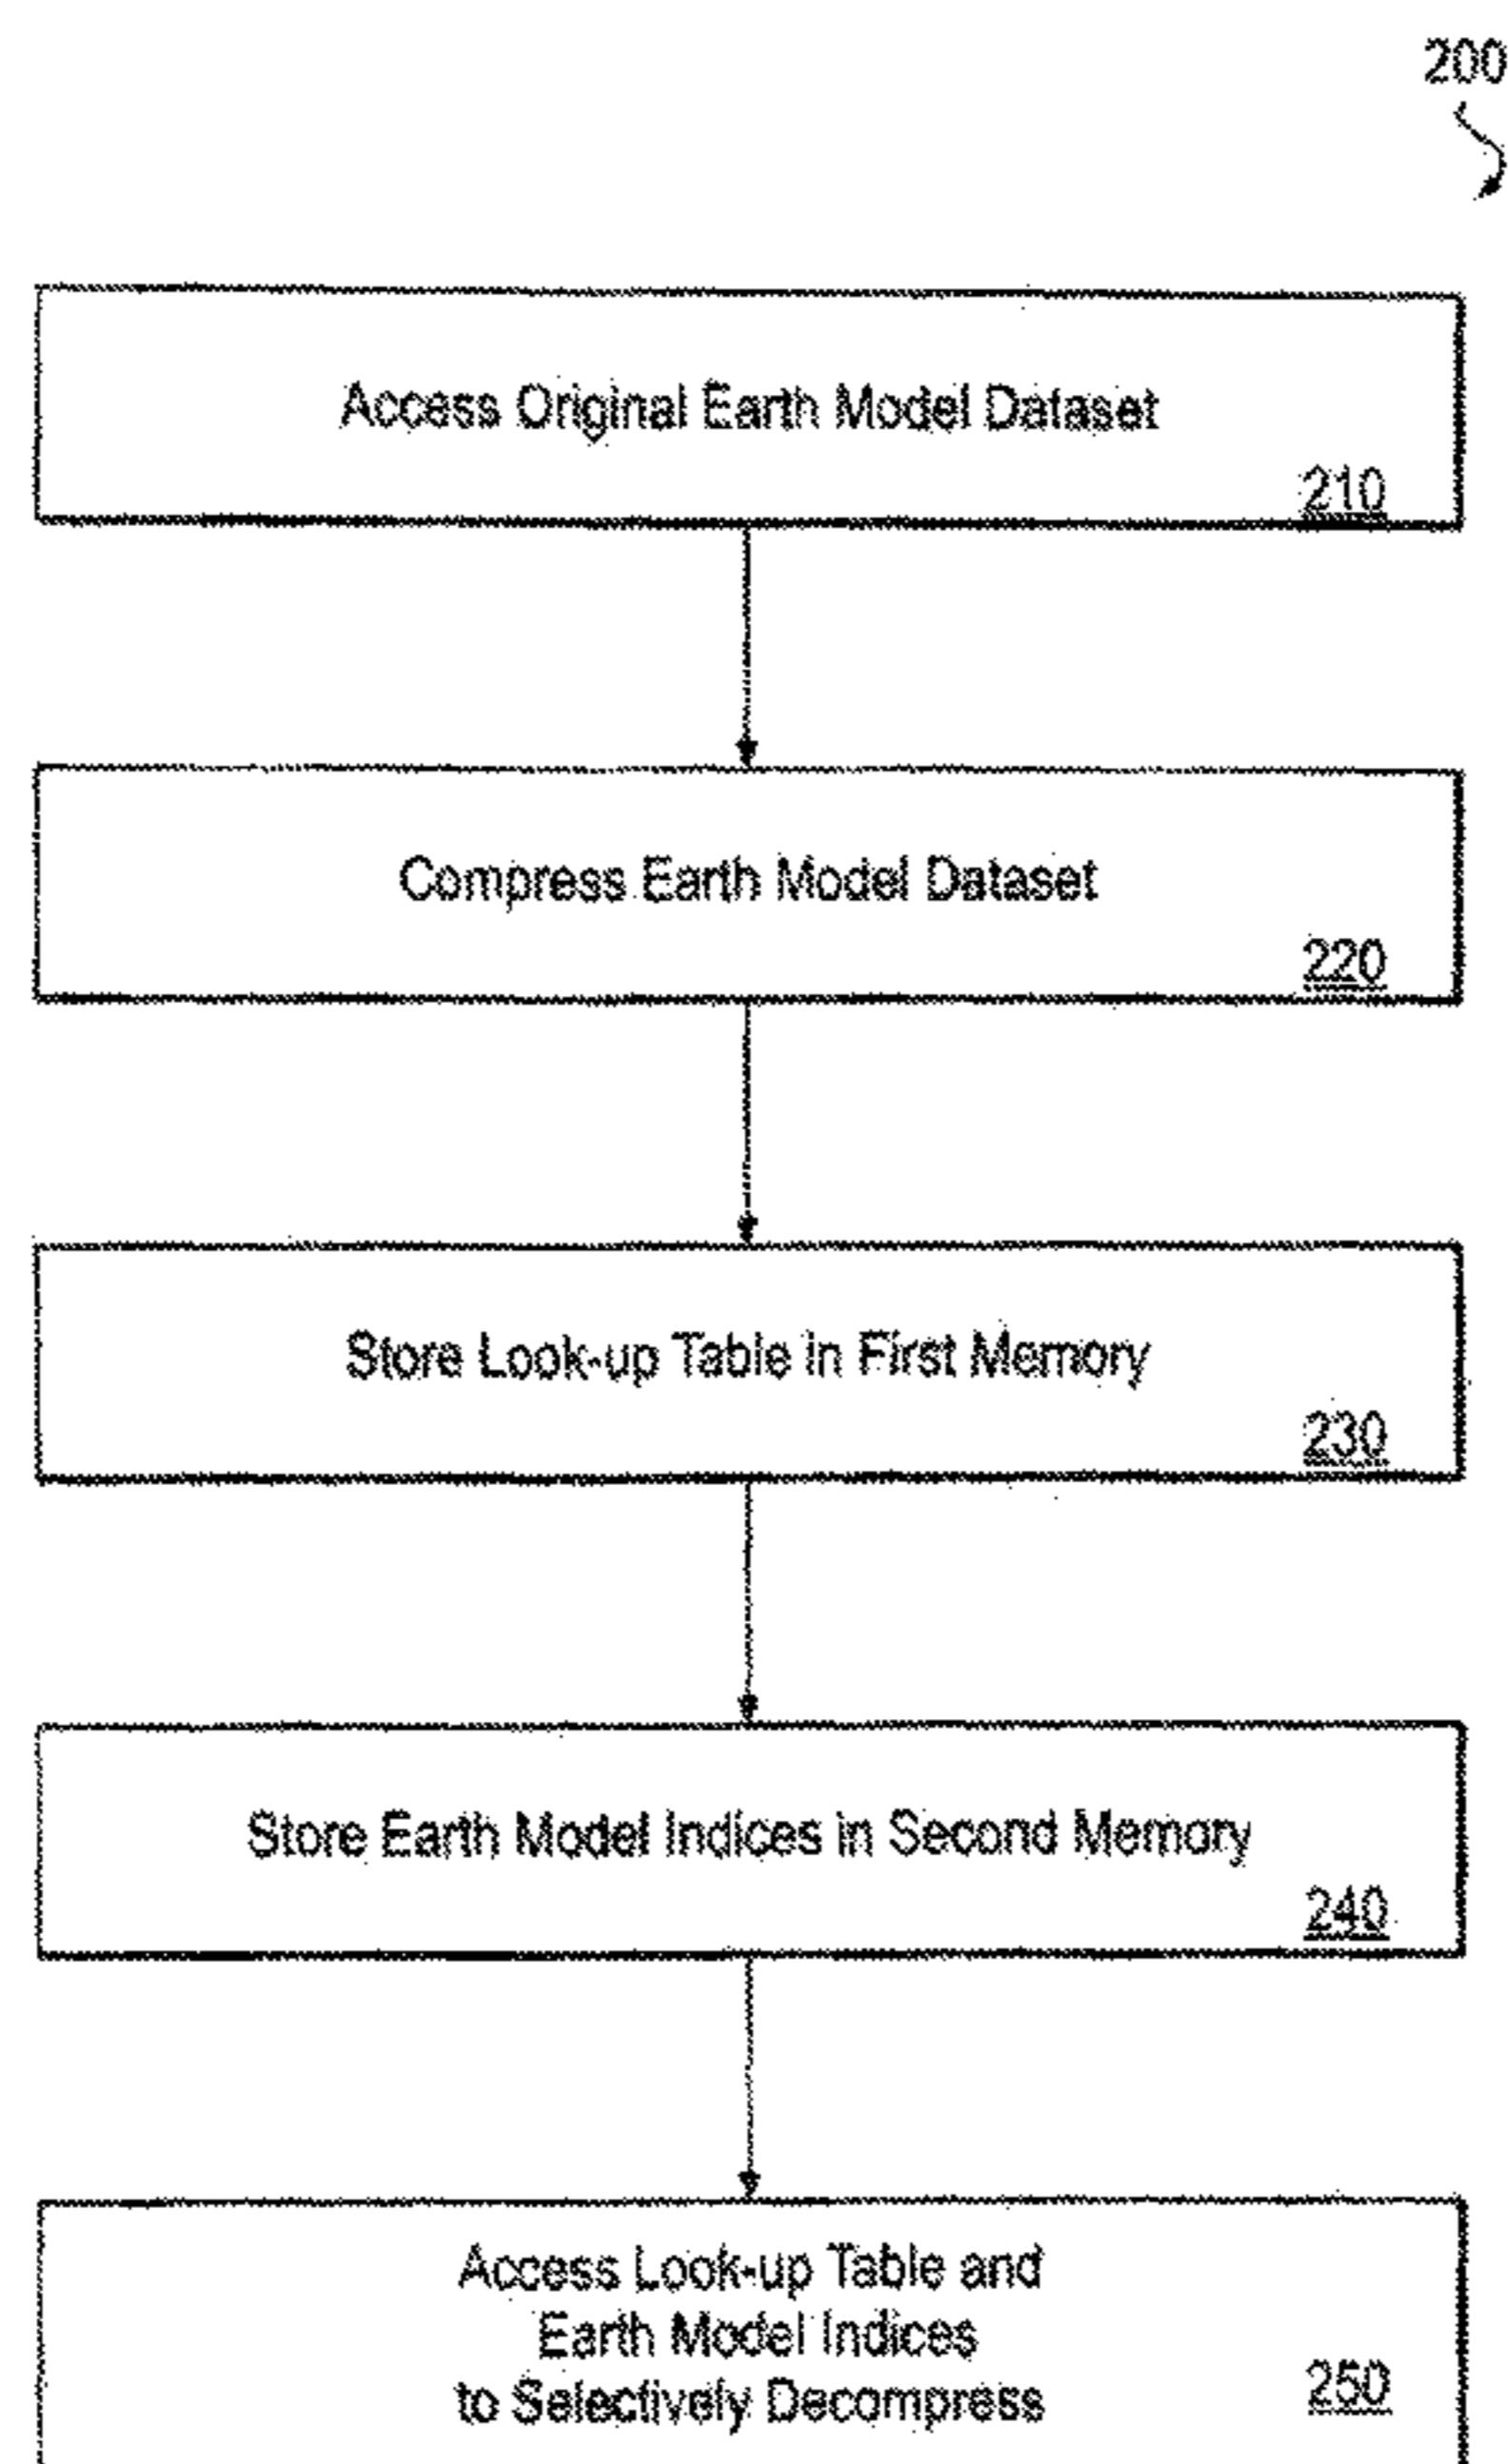 200
Access Original Earth Model Dataset
210
Compress Earth Model Dataset
220
Store Look-up Table in First Memory
230
Store Earth Model Indices in Second Memory
240
Access Look-up Table and
Earth Model Indices
to Selectively Decompress
250